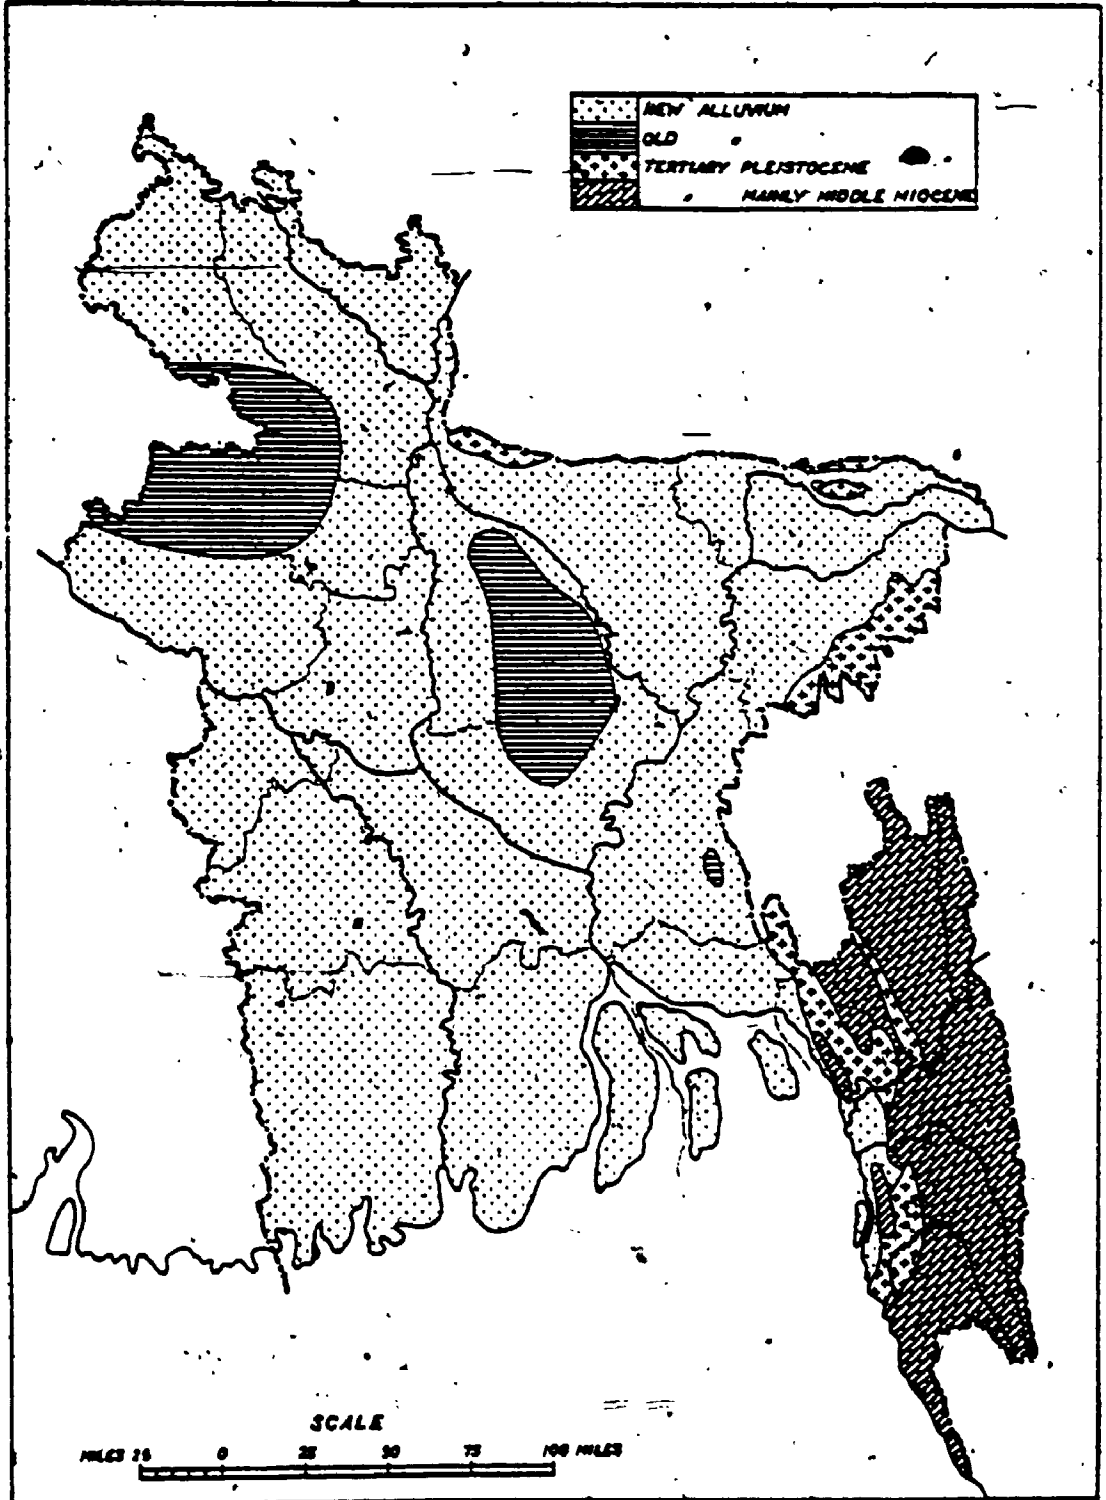 NEW ALLUVIUM
OLD "
TERTIARY PLEISTOCENE
" MAINLY MIDDLE MIOCENE
SCALE
MILES 25 0 25 50 75 100 MILES